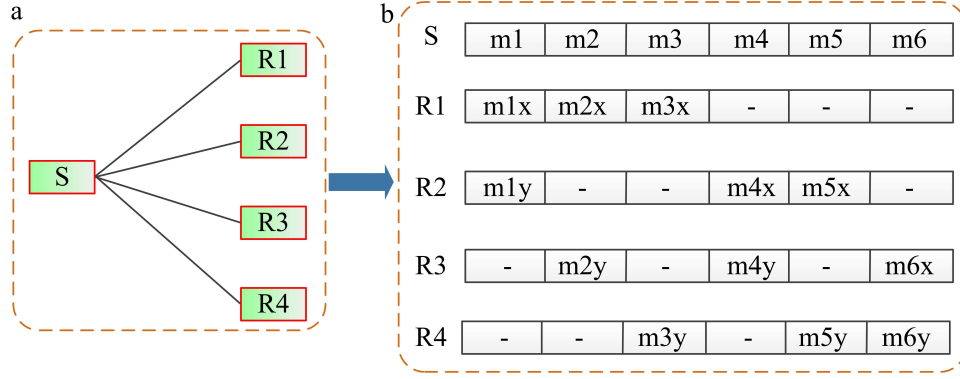 a
R1
R2
S
R3
R4
b
S m1 m2 m3 m4 m5 m6
R1 m1x m2x m3x - - -
R2 m1y - - m4x m5x -
R3 - m2y - m4y - m6x
R4 - - m3y - m5y m6y